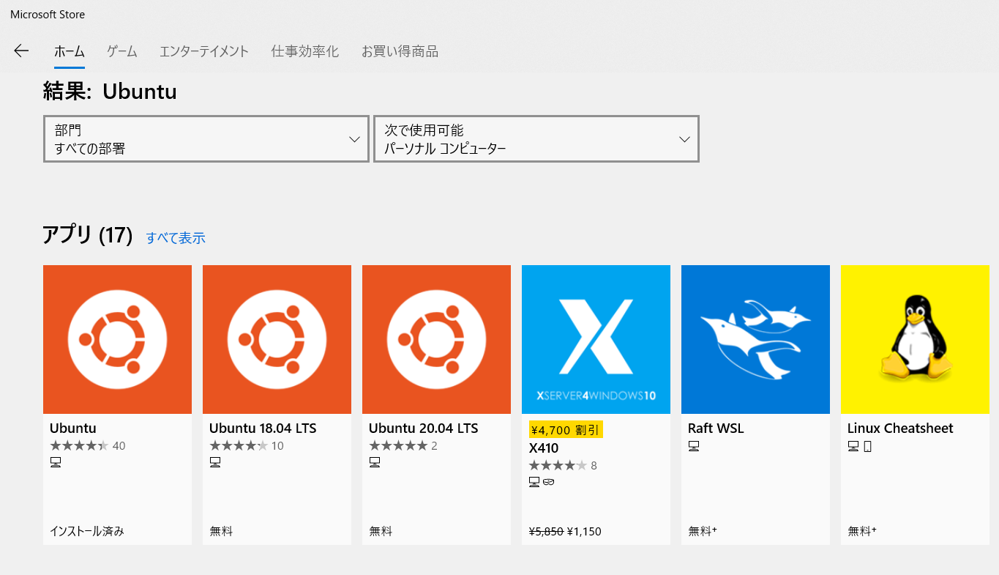 Microsoft Store
ホーム ゲーム エンターテイメント 仕事効率化 お買い得商品
結果: Ubuntu
部門
すべての部署
次で使用可能
パーソナル コンピューター
アプリ (17) すべて表示
Ubuntu
40
インストール済み
Ubuntu 18.04 LTS
10
無料
Ubuntu 20.04 LTS
2
無料
XSERVER4WINDOWS10
¥4,700 割引
X410
8
¥5,850 ¥1,150
Raft WSL
無料⁺
Linux Cheatsheet
無料⁺